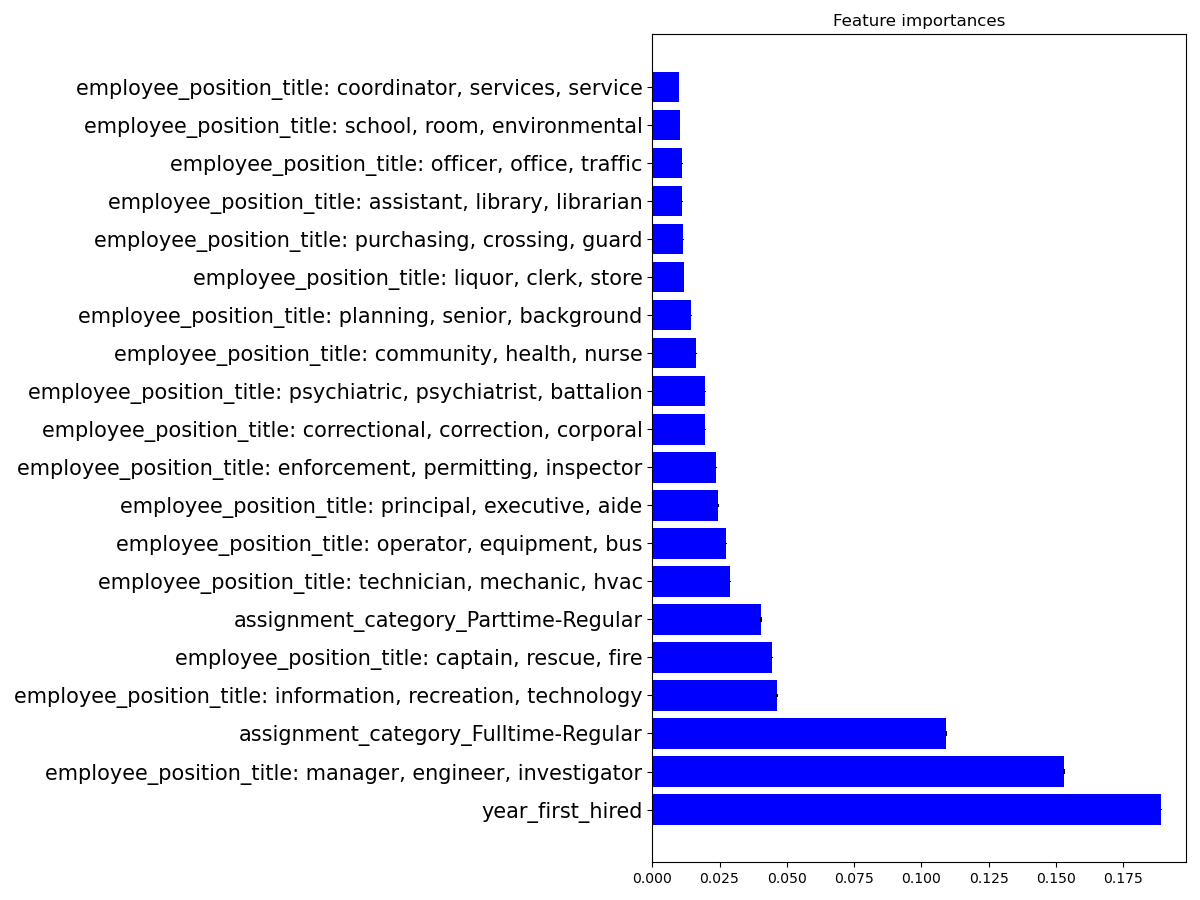 Feature importances
employee_position_title: coordinator, services, service
employee_position_title: school, room, environmental
employee_position_title: officer, office, traffic
employee_position_title: assistant, library, librarian
employee_position_title: purchasing, crossing, guard
employee_position_title: liquor, clerk, store
employee_position_title: planning, senior, background
employee_position_title: community, health, nurse
employee_position_title: psychiatric, psychiatrist, battalion
employee_position_title: correctional, correction, corporal
employee_position_title: enforcement, permitting, inspector
employee_position_title: principal, executive, aide
employee_position_title: operator, equipment, bus
employee_position_title: technician, mechanic, hvac
assignment_category_Parttime-Regular
employee_position_title: captain, rescue, fire
employee_position_title: information, recreation, technology
assignment_category_Fulltime-Regular
employee_position_title: manager, engineer, investigator
year_first_hired
0.000 0.025 0.050 0.075 0.100 0.125 0.150 0.175